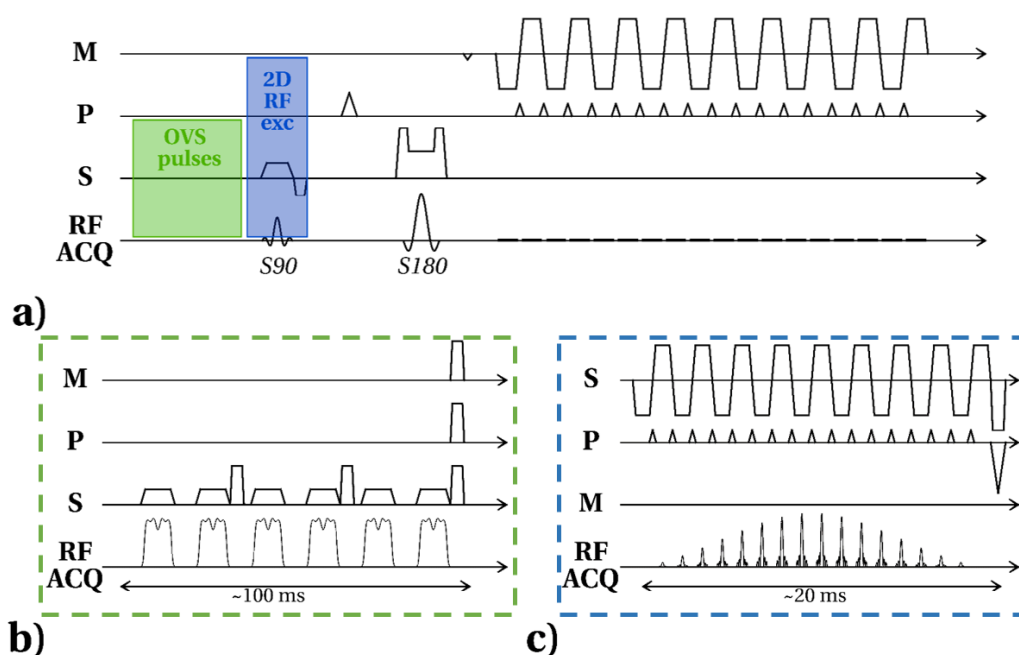 M
2D
RF
exc
P
OVS
pulses
S
RF
ACQ
S90
S180
a)
M
P
S
RF
ACQ
~100 ms
b)
S
P
M
RF
ACQ
~20 ms
c)